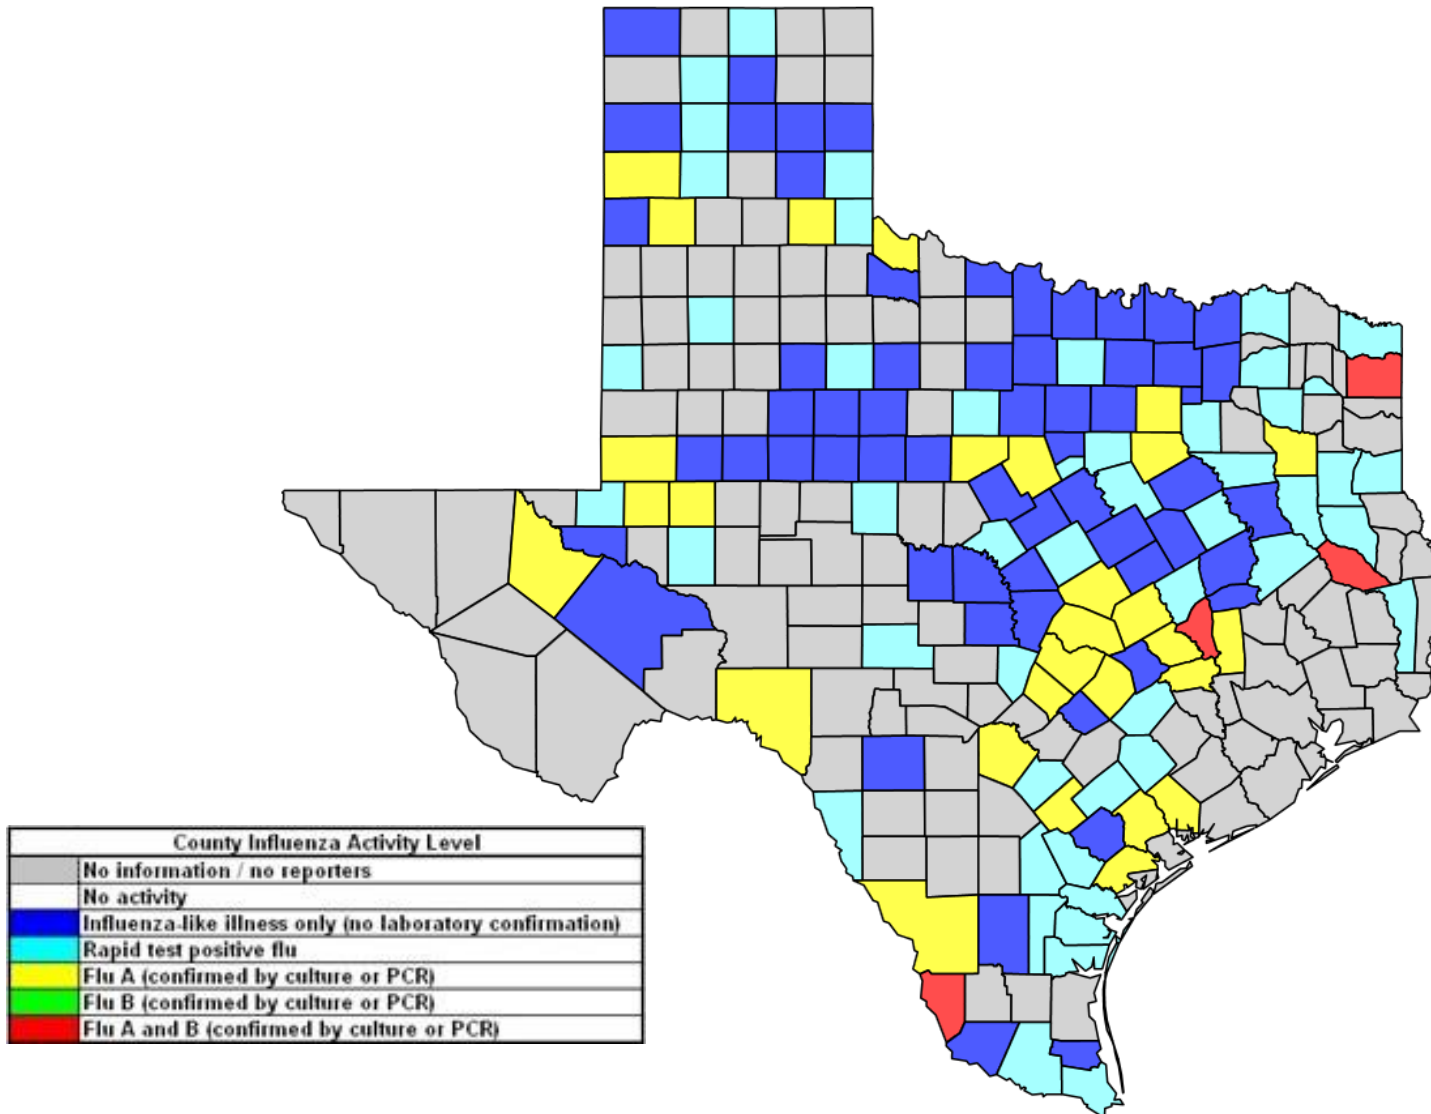 County Influenza Activity Level
No information / no reporters
No activity
Influenza-like illness only (no laboratory confirmation)
Rapid test positive flu
Flu A (confirmed by culture or PCR)
Flu B (confirmed by culture or PCR)
Flu A and B (confirmed by culture or PCR)